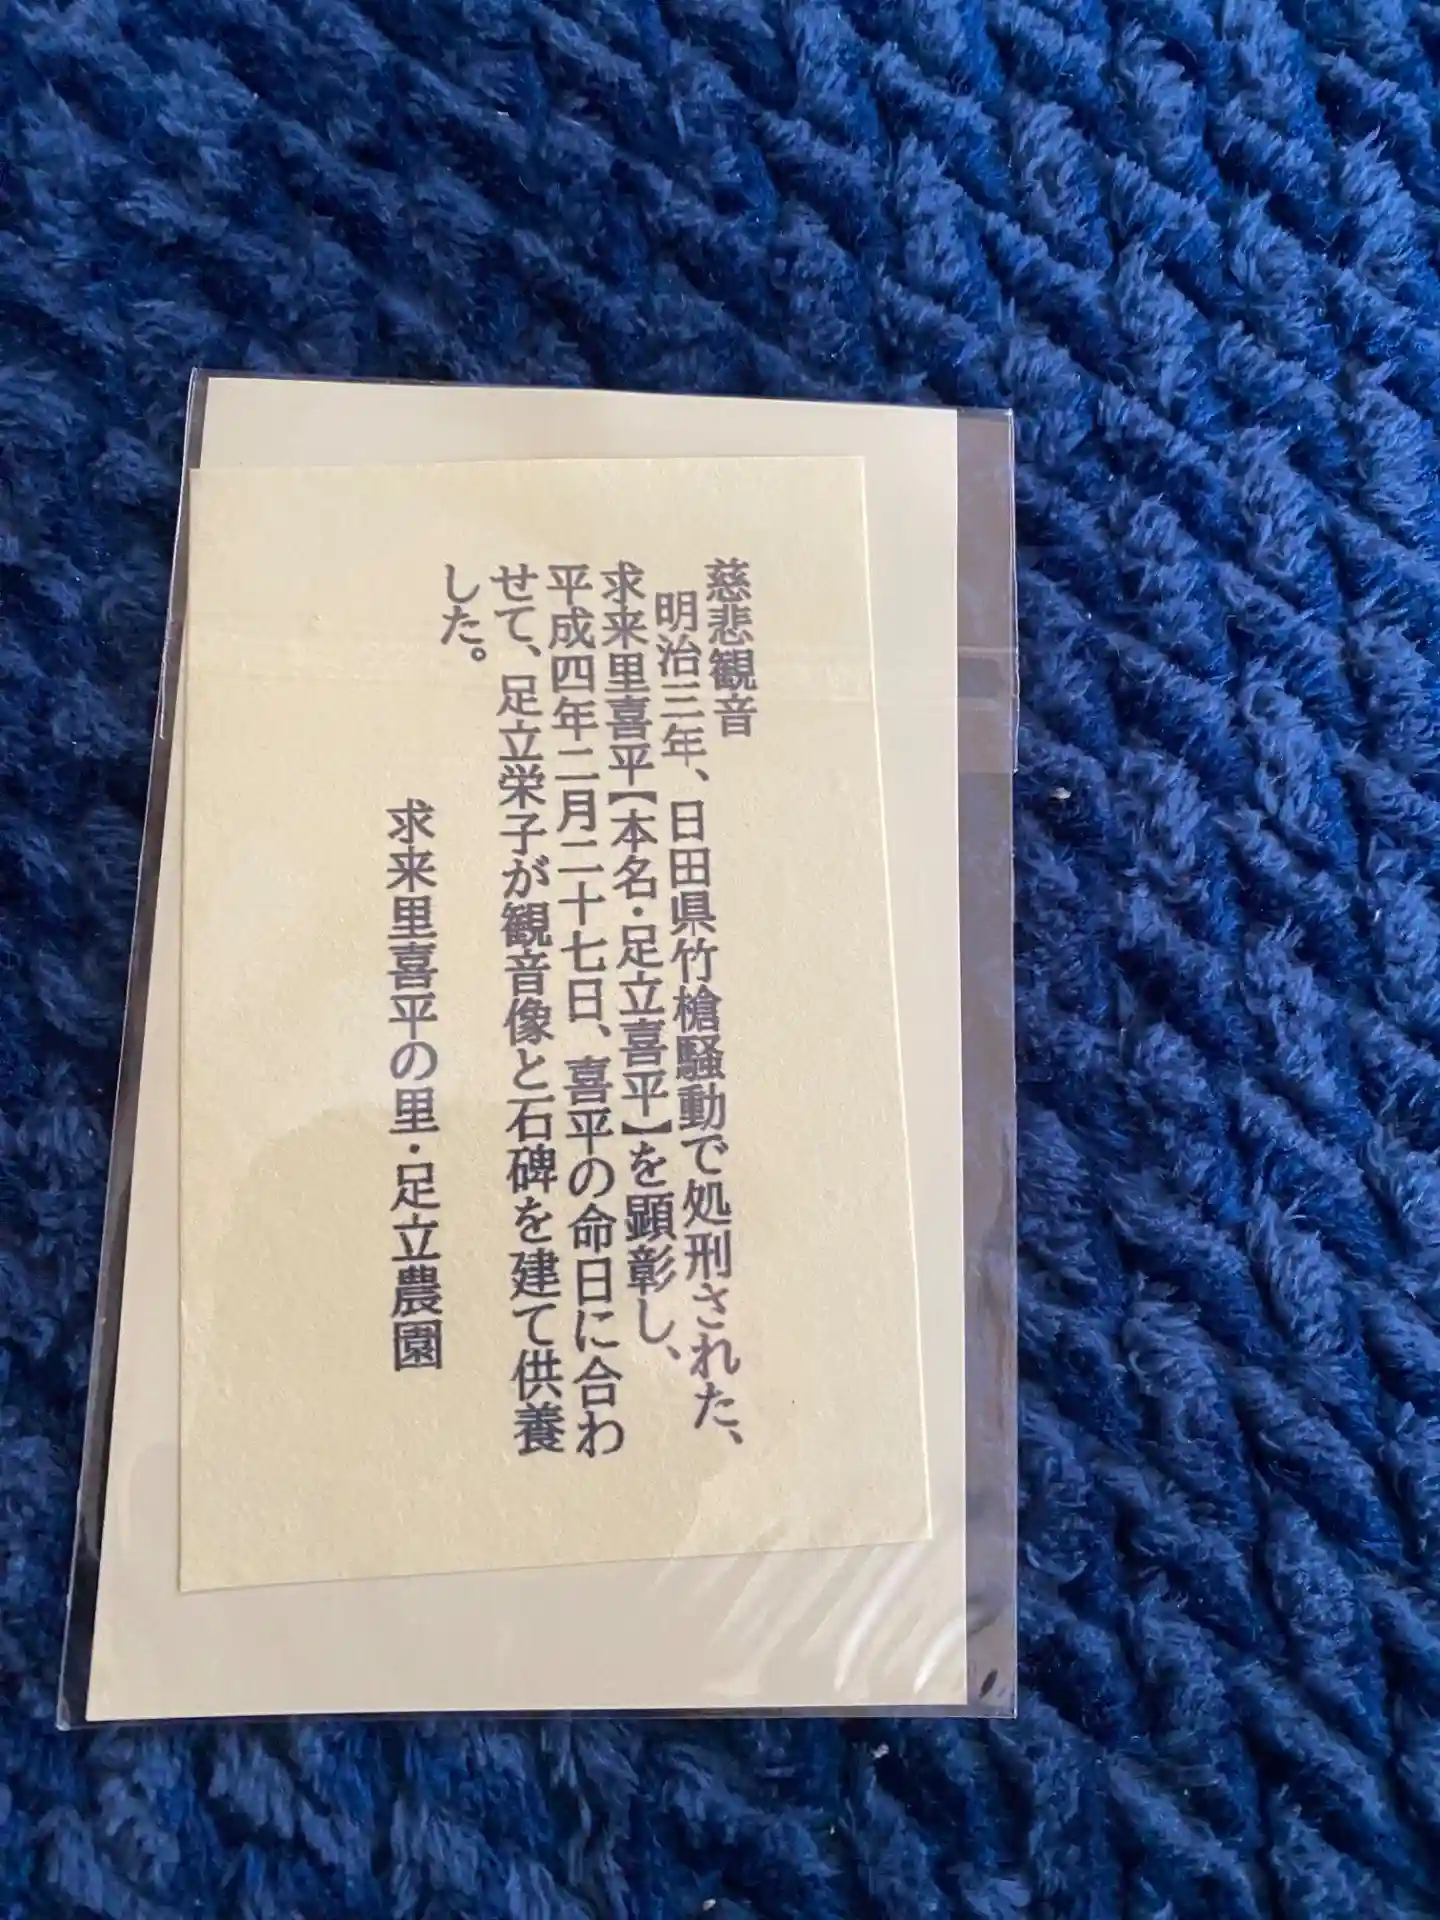 慈悲観音
明治三年、日田県竹槍騒動で処刑された、
求来里喜平【本名・足立喜平】を顕彰し、
平成四年二月二十七日、喜平の命日に合わ
せて、足立栄子が観音像と石碑を建て供養
した。
求来里喜平の里・足立農園